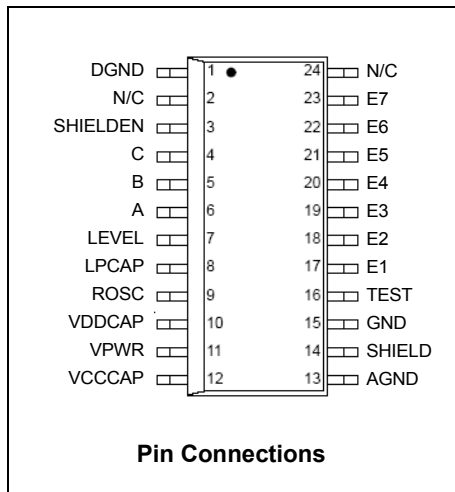 DGND 1 24 N/C
N/C 2 23 E7
SHIELDEN 3 22 E6
C 4 21 E5
B 5 20 E4
A 6 19 E3
LEVEL 7 18 E2
LPCAP 8 17 E1
ROSC 9 16 TEST
VDDCAP 10 15 GND
VPWR 11 14 SHIELD
VCCCAP 12 13 AGND
Pin Connections